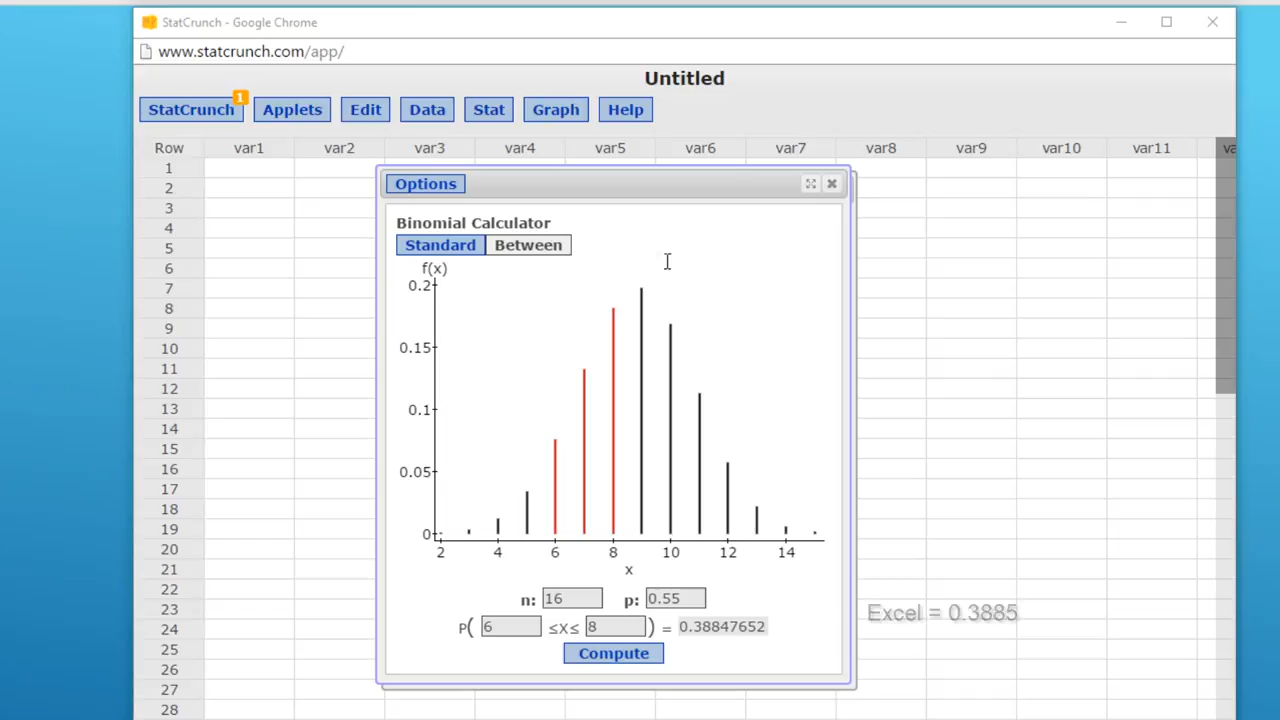 StatCrunch - Google Chrome
www.statcrunch.com/app/
Untitled
StatCrunch 1 Applets Edit Data Stat Graph Help
Row var1 var2 var3 var4 var5 var6 var7 var8 var9 var10 var11 va
1
2
3
4
5
6
7
8
9
10
11
12
13
14
15
16
17
18
19
20
21
22
23
24
25
26
27
28
Options
Binomial Calculator
Standard Between
f(x)
0.2
0.15
0.1
0.05
0
2 4 6 8 10 12 14
x
n: 16 p: 0.55
P( 6 ≤X≤ 8 ) = 0.38847652
Compute
Excel = 0.3885